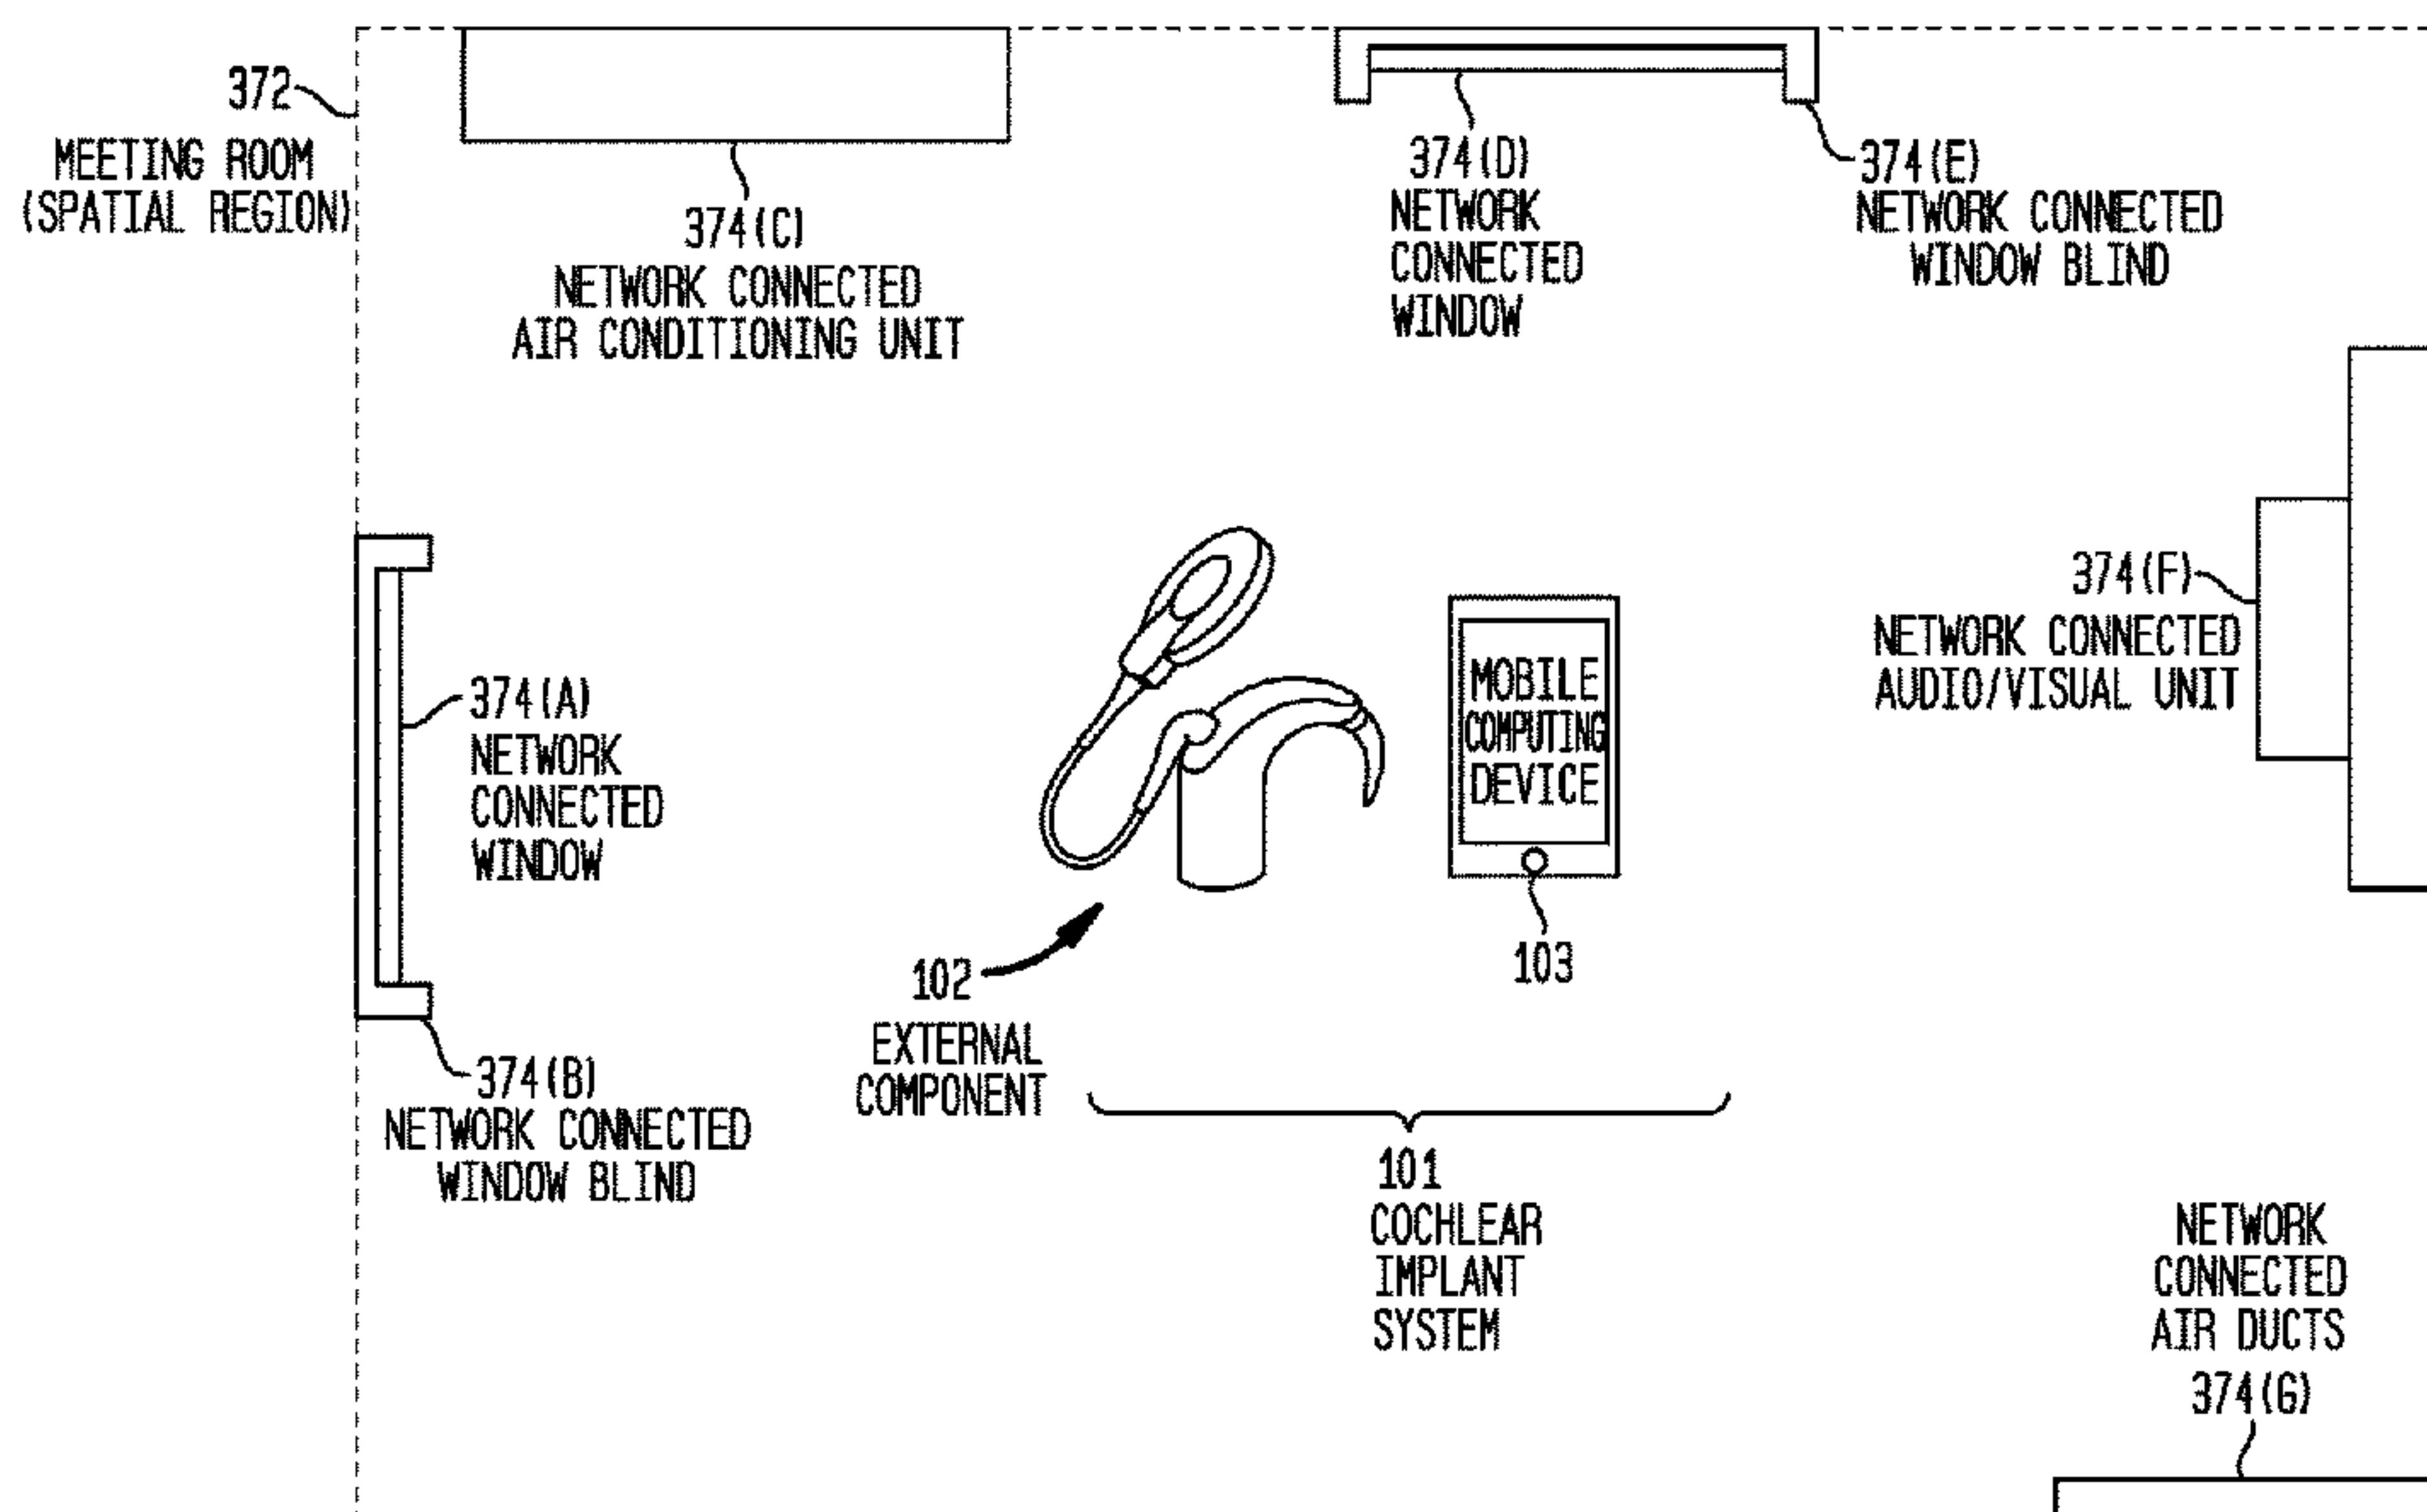 372
MEETING ROOM
(SPATIAL REGION)
374(C)
NETWORK CONNECTED
AIR CONDITIONING UNIT
374(D)
NETWORK
CONNECTED
WINDOW
374(E)
NETWORK CONNECTED
WINDOW BLIND
374(A)
NETWORK
CONNECTED
WINDOW
374(B)
NETWORK CONNECTED
WINDOW BLIND
MOBILE
COMPUTING
DEVICE
103
102
EXTERNAL
COMPONENT
101
COCHLEAR
IMPLANT
SYSTEM
374(F)
NETWORK CONNECTED
AUDIO/VISUAL UNIT
NETWORK
CONNECTED
AIR DUCTS
374(G)